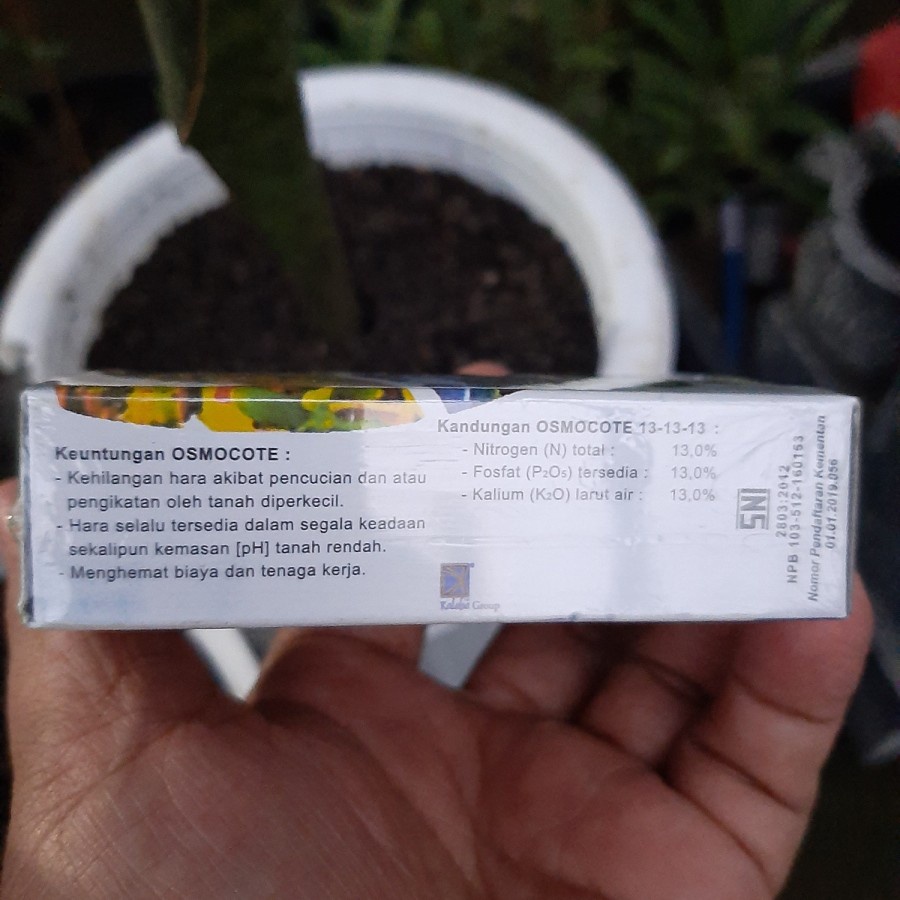 Keuntungan OSMOCOTE :
- Kehilangan hara akibat pencucian dan atau
pengikatan oleh tanah diperkecil.
- Hara selalu tersedia dalam segala keadaan
sekalipun kemasan [pH] tanah rendah.
- Menghemat biaya dan tenaga kerja.
Kandungan OSMOCOTE 13-13-13 :
- Nitrogen (N) total : 13,0%
- Fosfat (P₂O₅) tersedia : 13,0%
- Kalium (K₂O) larut air : 13,0%
Group
SNI
2803:2012
NPB 103-512-160163
Nomor Pendaftaran Kementan
01.01.2019.056